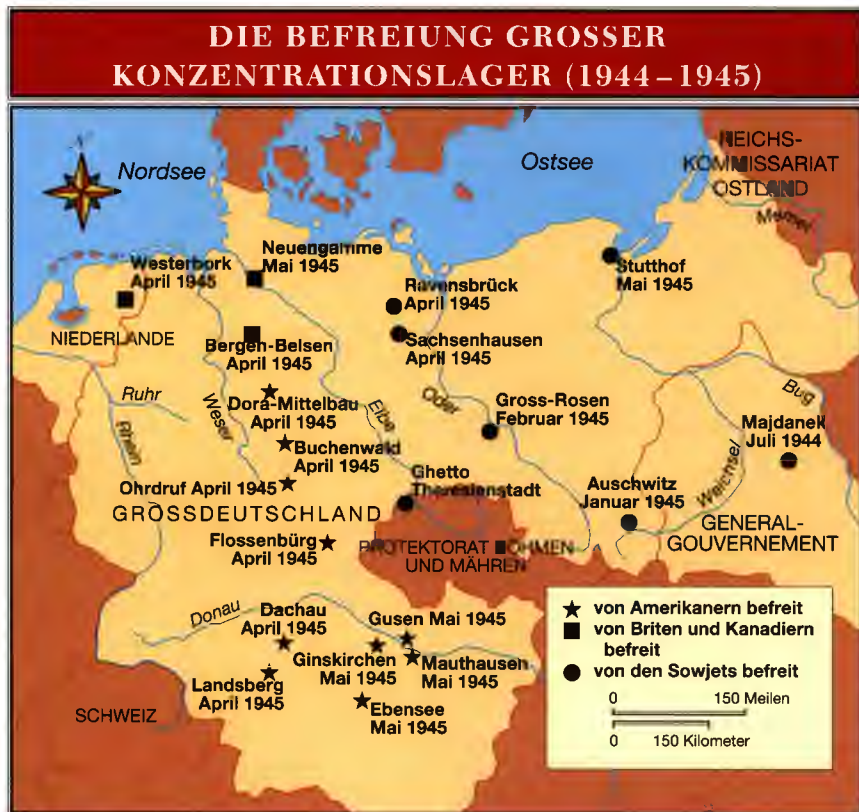 DIE BEFREIUNG GROSSER
KONZENTRATIONSLAGER (1944–1945)
N
Nordsee
Ostsee
REICHS-
KOMMISSARIAT
OSTLAND
Memel
Neuengamme
Mai 1945
Westerbork
April 1945
Ravensbrück
April 1945
Stutthof
Mai 1945
NIEDERLANDE
Bergen-Belsen
April 1945
Sachsenhausen
April 1945
Ruhr
Rhein
Weser
Dora-Mittelbau
April 1945
Elbe
Oder
Gross-Rosen
Februar 1945
Bug
Majdanek
Juli 1944
Buchenwald
April 1945
Weichsel
Ohrdruf April 1945
Ghetto
Theresienstadt
Auschwitz
Januar 1945
GROSSDEUTSCHLAND
GENERAL-
GOUVERNEMENT
Flossenbürg
April 1945
PROTEKTORAT BÖHMEN
UND MÄHREN
Donau
Dachau
April 1945
Gusen Mai 1945
Ginskirchen
Mai 1945
Mauthausen
Mai 1945
Landsberg
April 1945
Ebensee
Mai 1945
SCHWEIZ
von Amerikanern befreit
von Briten und Kanadiern
befreit
von den Sowjets befreit
0 150 Meilen
0 150 Kilometer